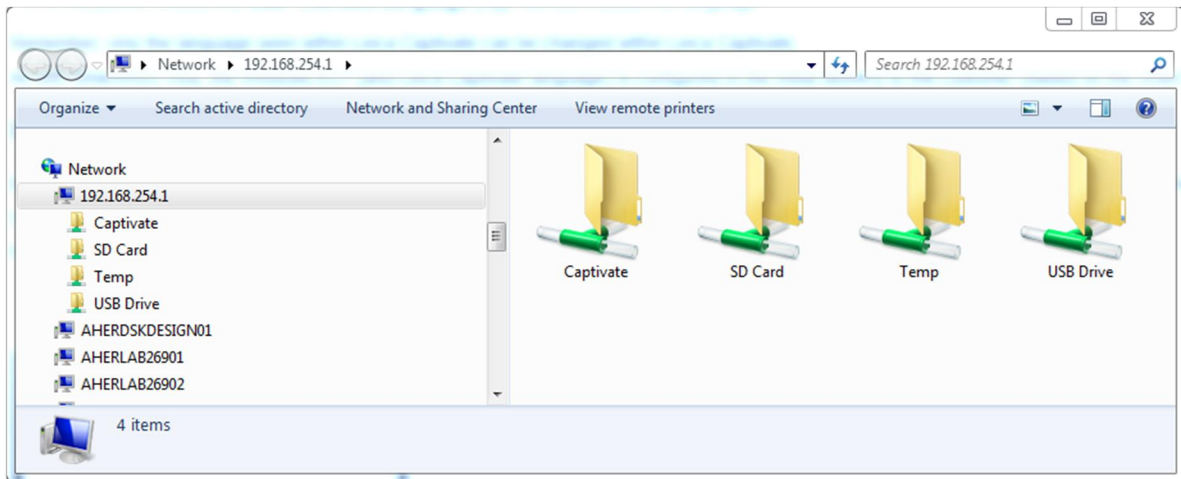 Network ▸ 192.168.254.1 ▸
Search 192.168.254.1
Organize Search active directory Network and Sharing Center View remote printers
Network
192.168.254.1
Captivate
SD Card
Temp
USB Drive
AHERDSKDESIGN01
AHERLAB26901
AHERLAB26902
Captivate SD Card Temp USB Drive
4 items